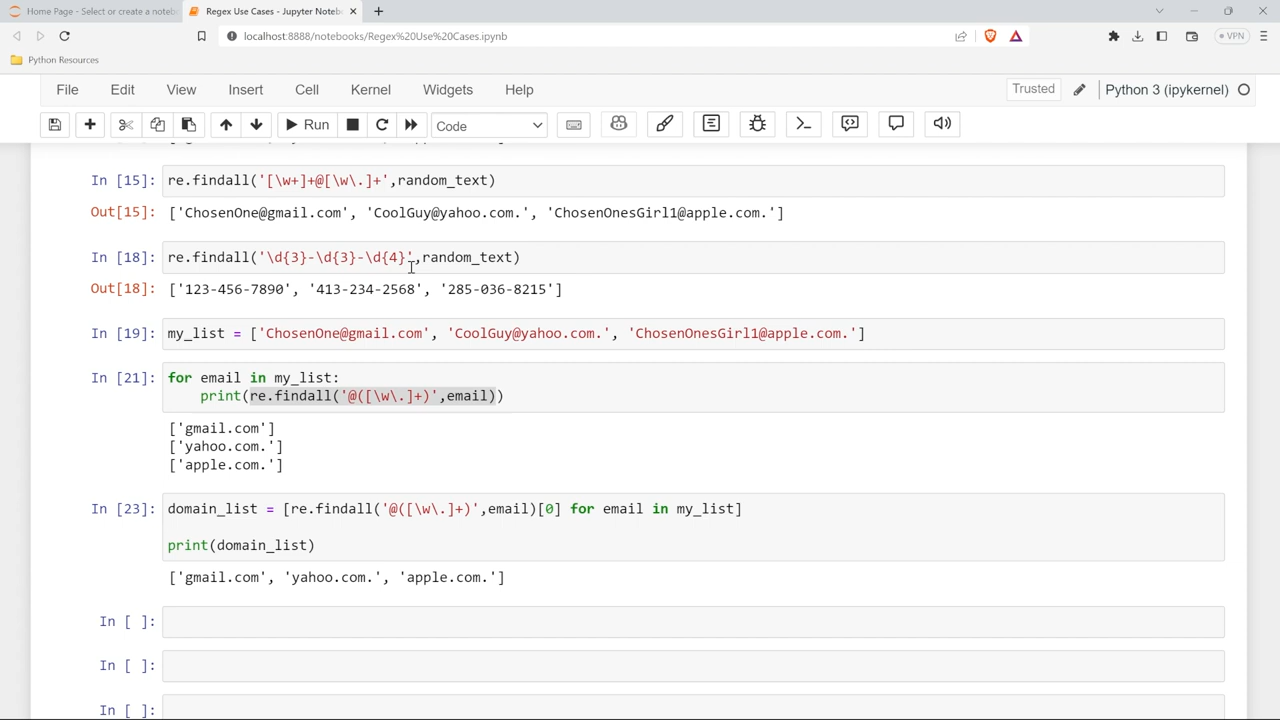 Home Page - Select or create a noteb
Regex Use Cases - Jupyter Noteb
localhost:8888/notebooks/Regex%20Use%20Cases.ipynb
VPN
Python Resources
File Edit View Insert Cell Kernel Widgets Help
Trusted
Python 3 (ipykernel)
Run
Code
In [15]: re.findall('[\w+]+@[\w\.]+',random_text)
Out[15]: ['ChosenOne@gmail.com', 'CoolGuy@yahoo.com.', 'ChosenOnesGirl1@apple.com.']
In [18]: re.findall('\d{3}-\d{3}-\d{4}',random_text)
Out[18]: ['123-456-7890', '413-234-2568', '285-036-8215']
In [19]: my_list = ['ChosenOne@gmail.com', 'CoolGuy@yahoo.com.', 'ChosenOnesGirl1@apple.com.']
In [21]: for email in my_list:
print(re.findall('@([\w\.]+)',email))
['gmail.com']
['yahoo.com.']
['apple.com.']
In [23]: domain_list = [re.findall('@([\w\.]+)',email)[0] for email in my_list]
print(domain_list)
['gmail.com', 'yahoo.com.', 'apple.com.']
In [ ]:
In [ ]:
In [ ]: